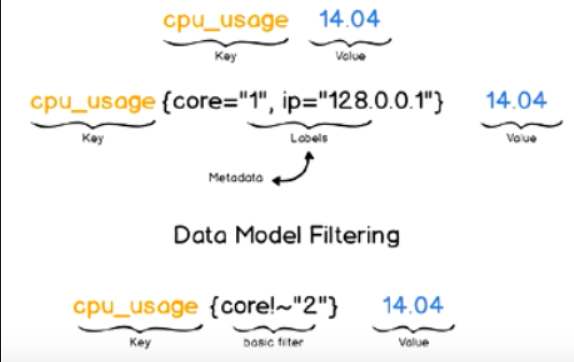 cpu_usage 14.04
Key Value
cpu_usage {core="1", ip="128.0.0.1"} 14.04
Key Labels Value
Metadata
Data Model Filtering
cpu_usage {core!~"2"} 14.04
Key basic filter Value